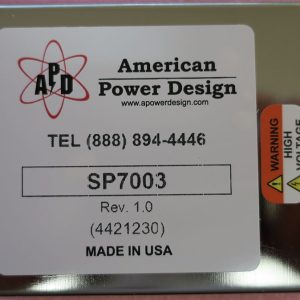 APD
American
Power Design
www.apowerdesign.com
TEL (888) 894-4446
SP7003
Rev. 1.0
(4421230)
MADE IN USA
WARNING
HIGH
VOLTAGE